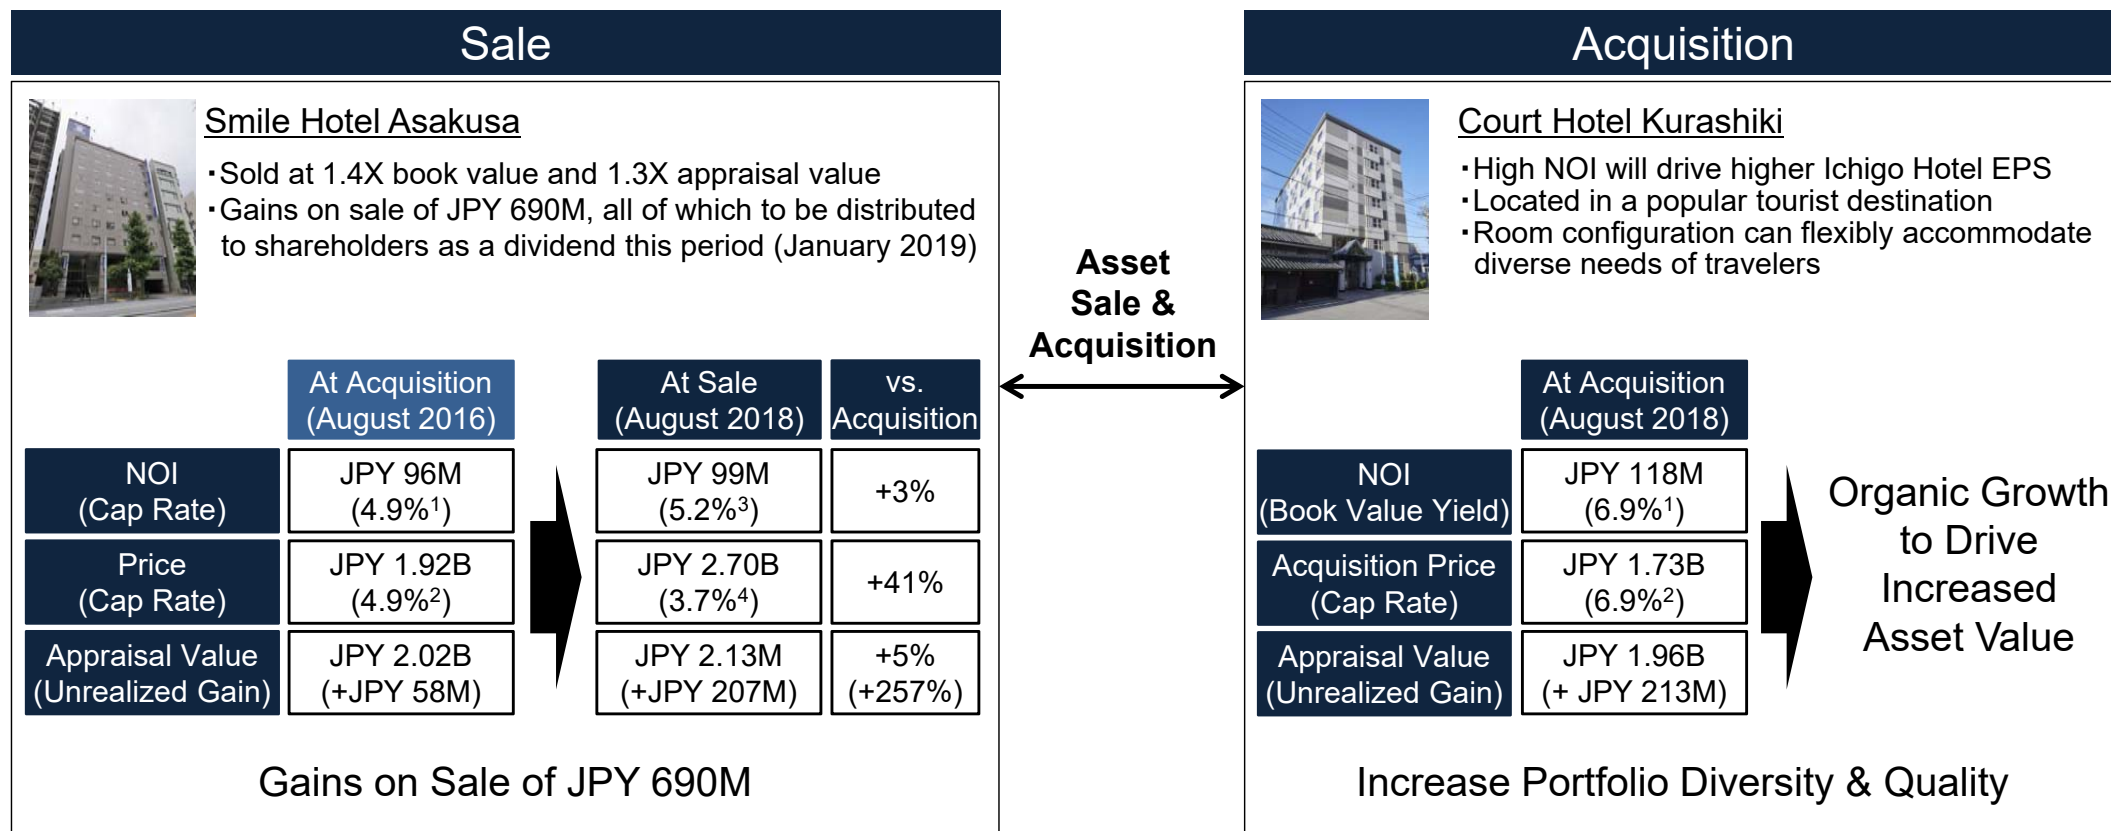 Sale
Smile Hotel Asakusa
・Sold at 1.4X book value and 1.3X appraisal value
・Gains on sale of JPY 690M, all of which to be distributed
to shareholders as a dividend this period (January 2019)
At Acquisition
(August 2016)
At Sale
(August 2018)
vs.
Acquisition
NOI
(Cap Rate)
JPY 96M
(4.9%¹)
JPY 99M
(5.2%³)
+3%
Price
(Cap Rate)
JPY 1.92B
(4.9%²)
JPY 2.70B
(3.7%⁴)
+41%
Appraisal Value
(Unrealized Gain)
JPY 2.02B
(+JPY 58M)
JPY 2.13M
(+JPY 207M)
+5%
(+257%)
Gains on Sale of JPY 690M
Asset
Sale &
Acquisition
Acquisition
Court Hotel Kurashiki
・High NOI will drive higher Ichigo Hotel EPS
・Located in a popular tourist destination
・Room configuration can flexibly accommodate
diverse needs of travelers
At Acquisition
(August 2018)
NOI
(Book Value Yield)
JPY 118M
(6.9%¹)
Acquisition Price
(Cap Rate)
JPY 1.73B
(6.9%²)
Appraisal Value
(Unrealized Gain)
JPY 1.96B
(+ JPY 213M)
Organic Growth
to Drive
Increased
Asset Value
Increase Portfolio Diversity & Quality